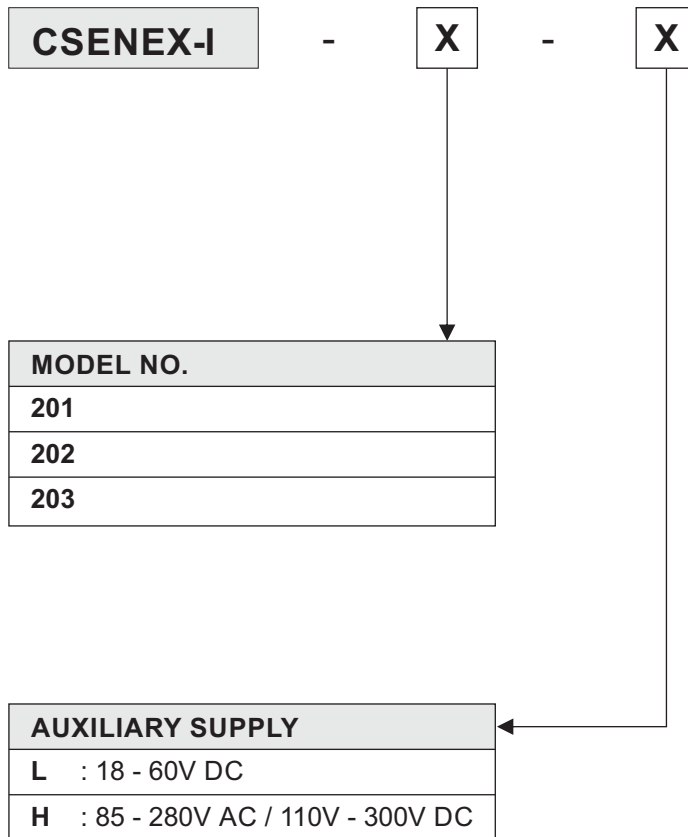 CSENEX-I - X - X
MODEL NO.
201
202
203
AUXILIARY SUPPLY
L : 18 - 60V DC
H : 85 - 280V AC / 110V - 300V DC